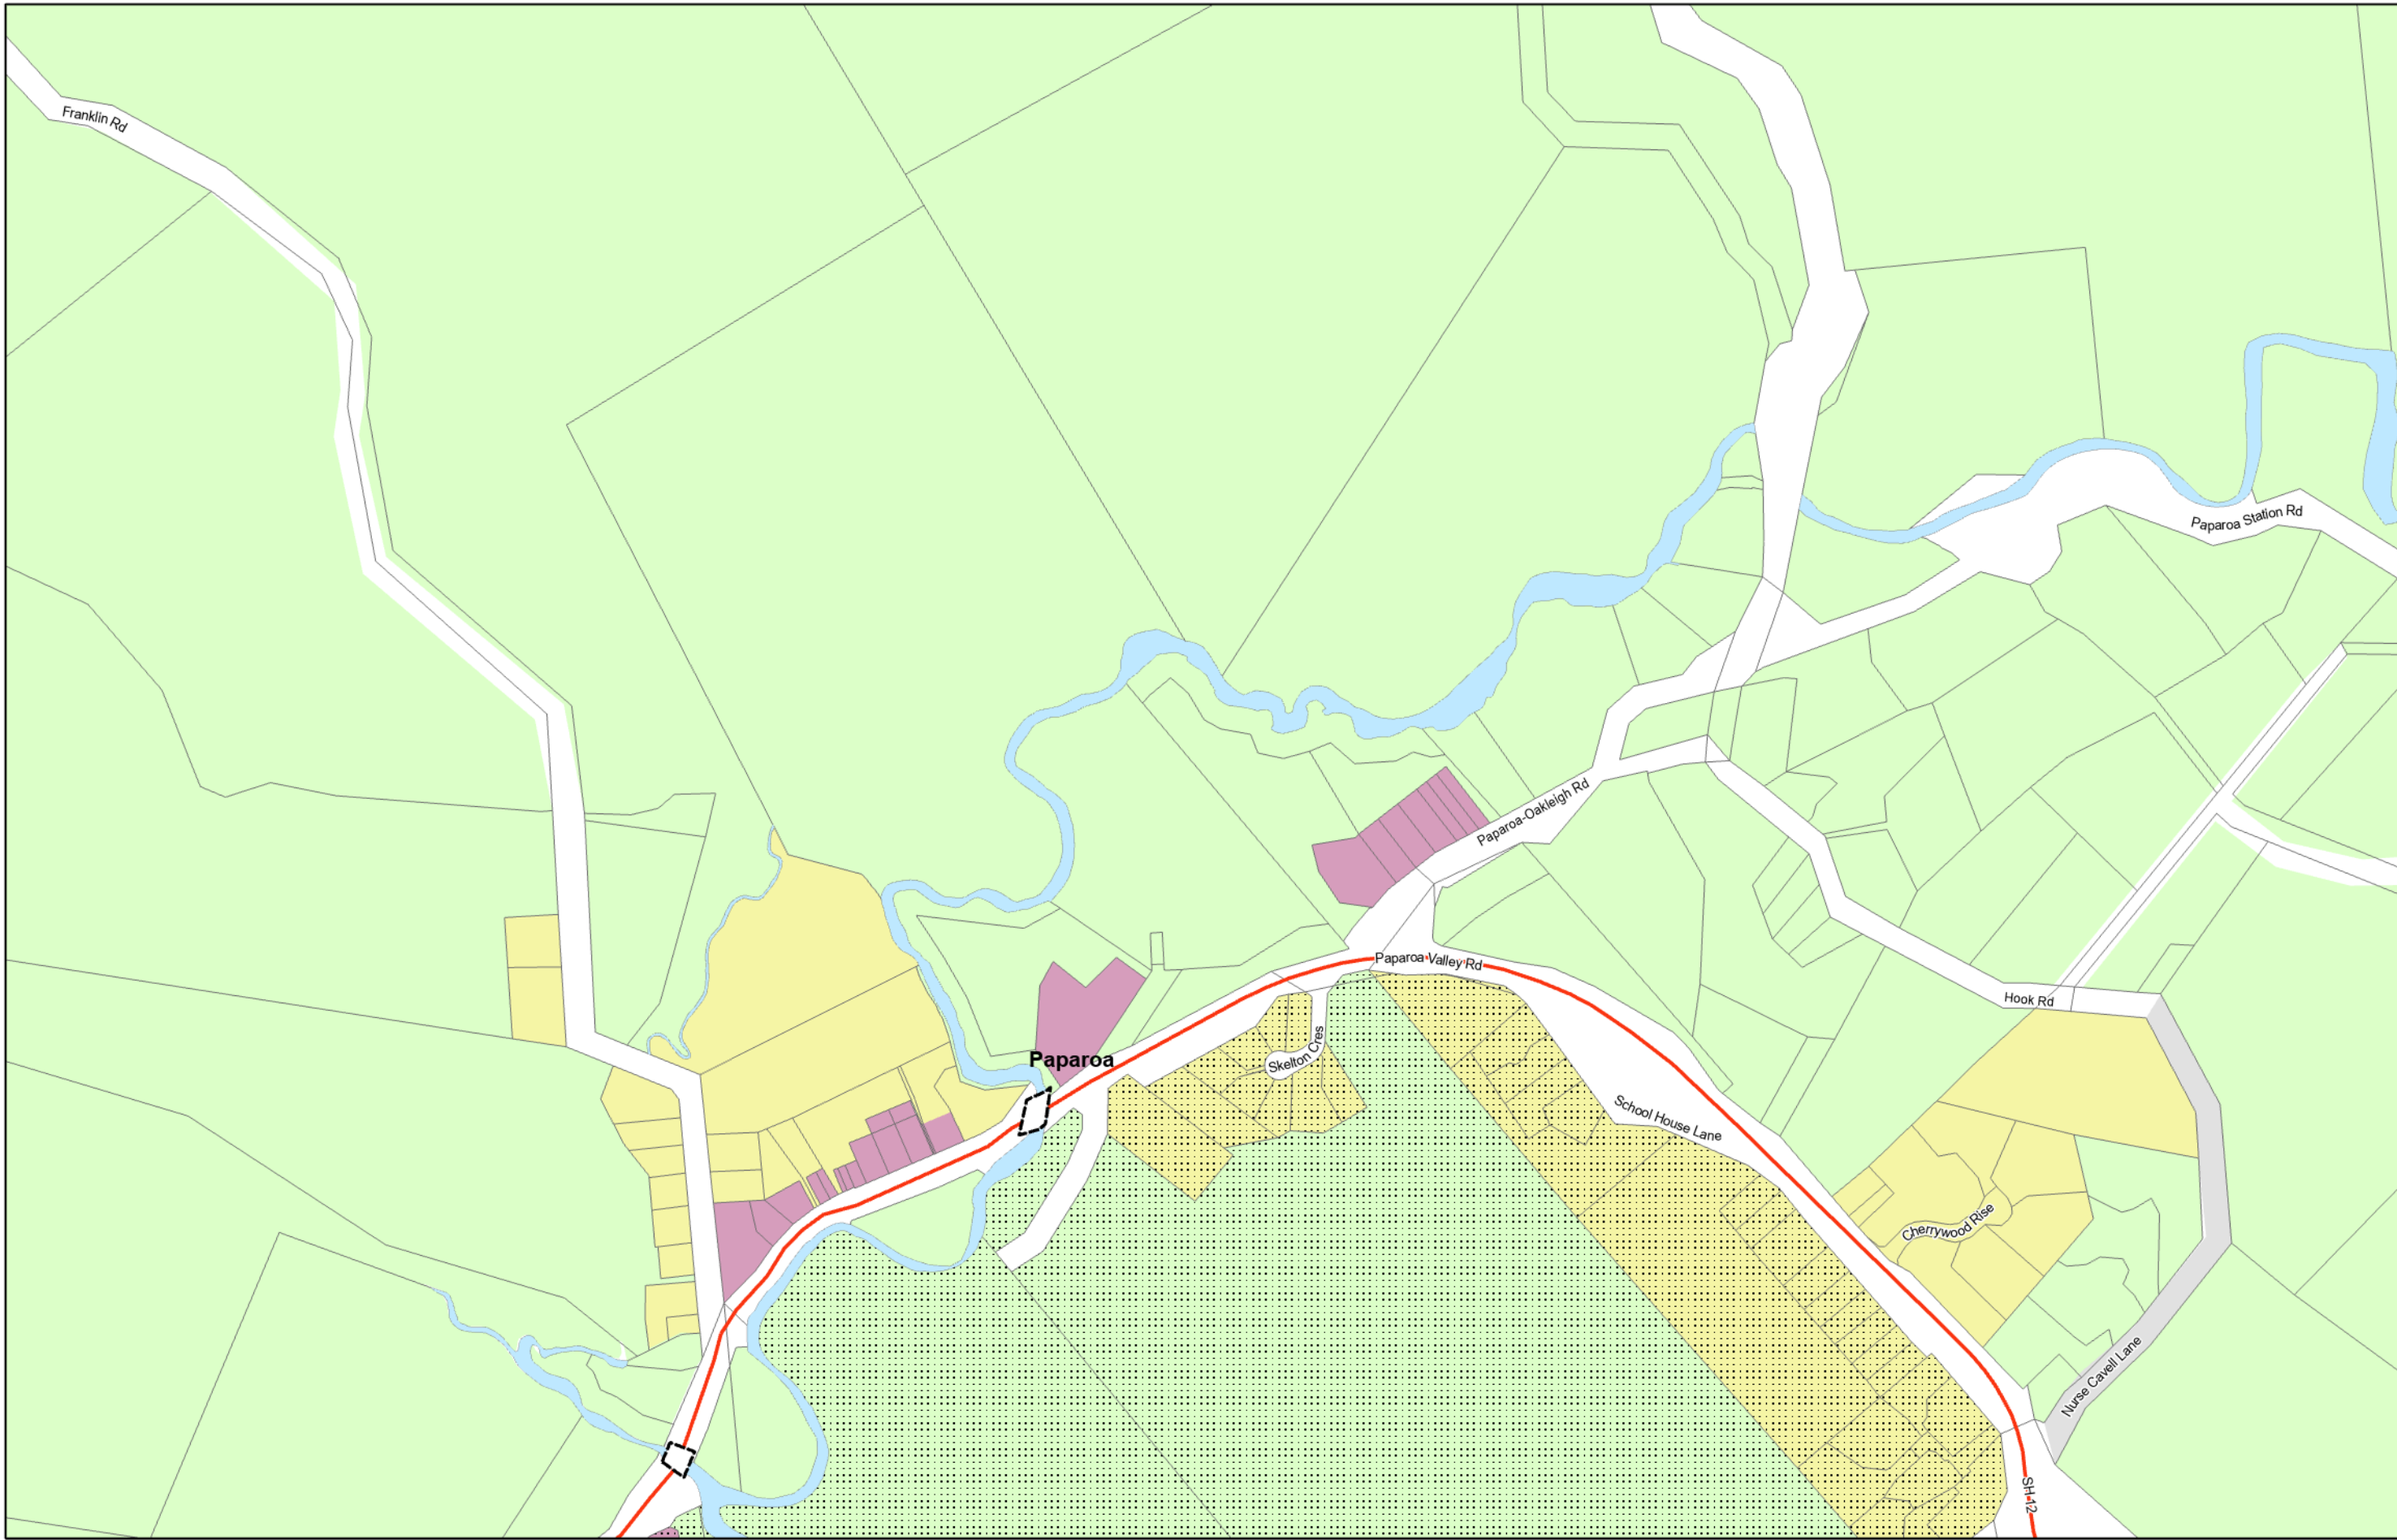 Franklin Rd
Paparoa Station Rd
Paparoa-Oakleigh Rd
Paparoa Valley Rd
Hook Rd
Skelton Cres
Paparoa
School House Lane
Cherrywood Rise
Nurse Cavell Lane
SH 12